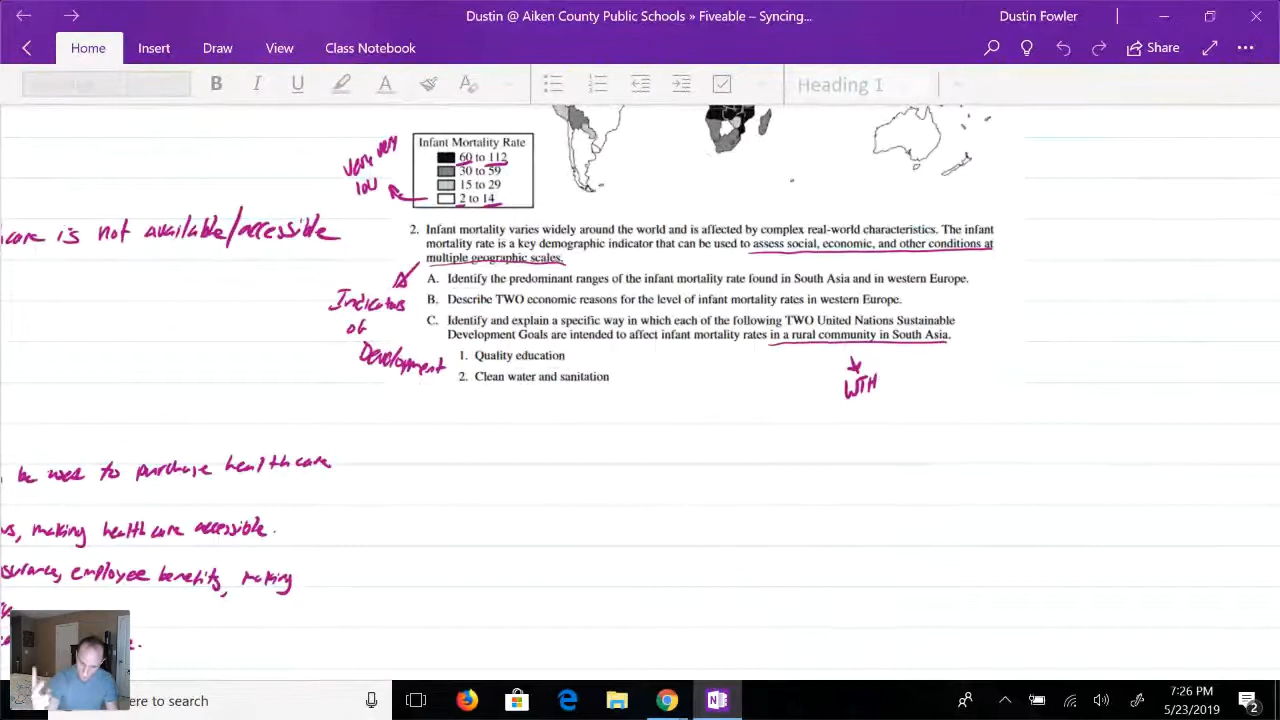 Dustin @ Aiken County Public Schools » Fiveable – Syncing...
Dustin Fowler
Home Insert Draw View Class Notebook
Share
B I U A
Heading 1
Infant Mortality Rate
60 to 112
30 to 59
15 to 29
2 to 14
very very
low
care is not available/accessible
2. Infant mortality varies widely around the world and is affected by complex real-world characteristics. The infant
mortality rate is a key demographic indicator that can be used to assess social, economic, and other conditions at
multiple geographic scales.
Indicators
of
Development
A. Identify the predominant ranges of the infant mortality rate found in South Asia and in western Europe.
B. Describe TWO economic reasons for the level of infant mortality rates in western Europe.
C. Identify and explain a specific way in which each of the following TWO United Nations Sustainable
Development Goals are intended to affect infant mortality rates in a rural community in South Asia.
1. Quality education
2. Clean water and sanitation
WTH
be used to purchase healthcare
, making healthcare accessible.
employee benefits, making
here to search
7:26 PM
5/23/2019
2